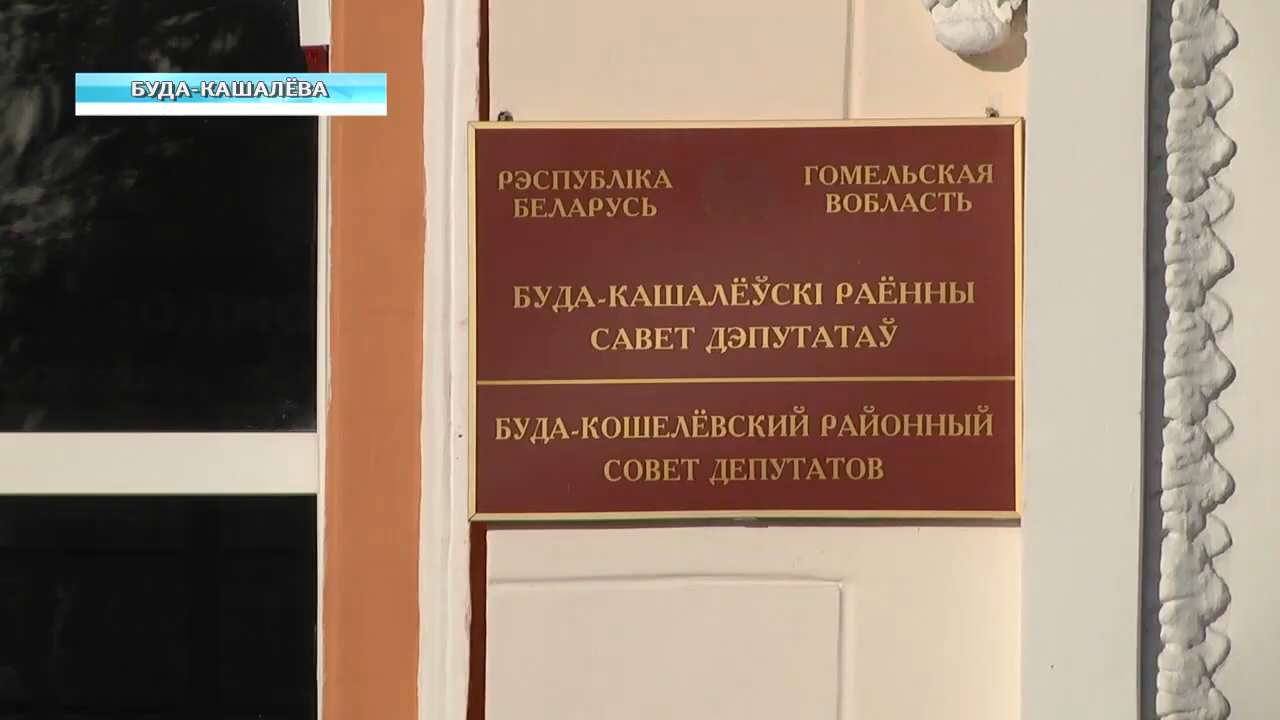 БУДА-КАШАЛЁВА
РЭСПУБЛІКА
БЕЛАРУСЬ
ГОМЕЛЬСКАЯ
ВОБЛАСТЬ
БУДА-КАШАЛЁЎСКІ РАЁННЫ
САВЕТ ДЭПУТАТАЎ
БУДА-КОШЕЛЁВСКИЙ РАЙОННЫЙ
СОВЕТ ДЕПУТАТОВ